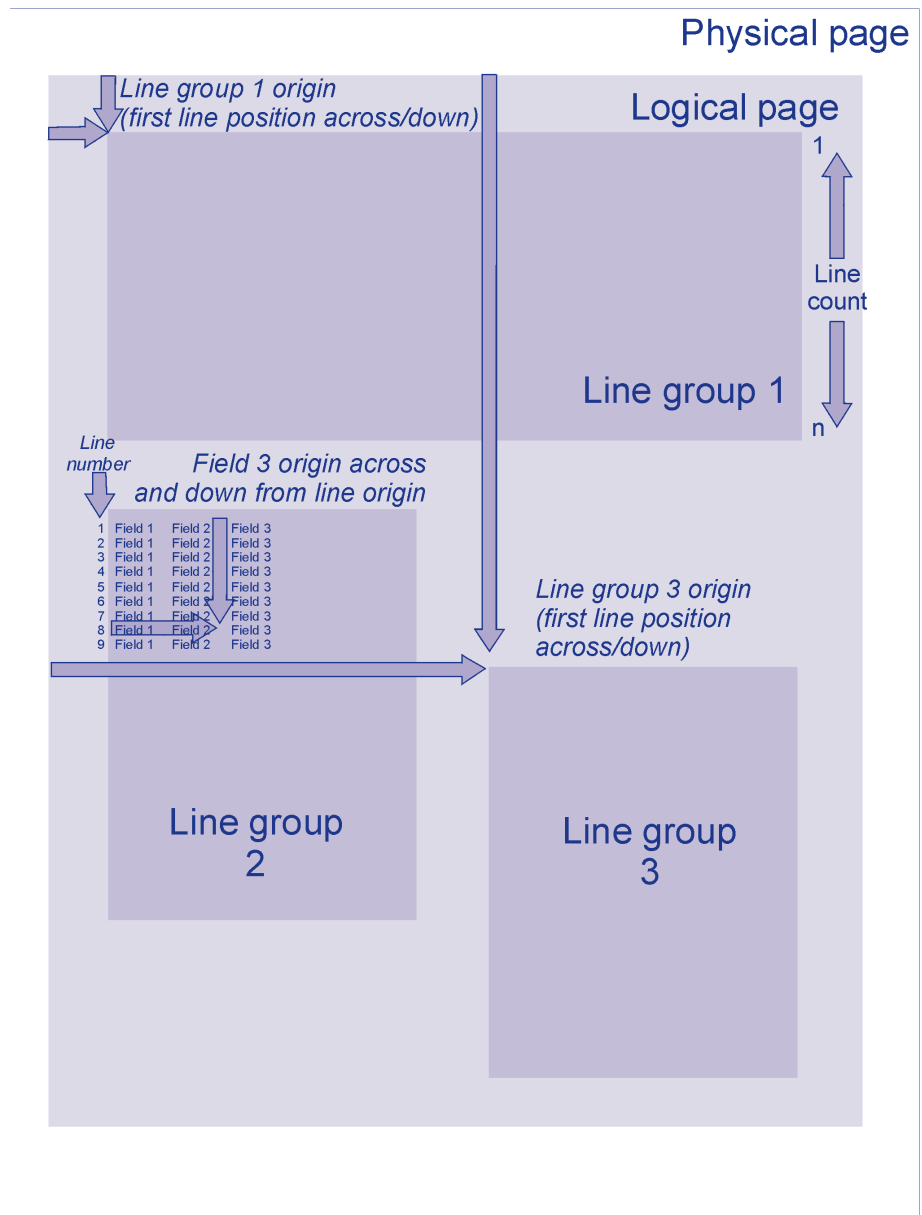 Physical page
Line group 1 origin
(first line position across/down)
Logical page
1
Line
count
n
Line group 1
Line
number
Field 3 origin across
and down from line origin
1 Field 1 Field 2 Field 3
2 Field 1 Field 2 Field 3
3 Field 1 Field 2 Field 3
4 Field 1 Field 2 Field 3
5 Field 1 Field 2 Field 3
6 Field 1 Field 2 Field 3
7 Field 1 Field 2 Field 3
8 Field 1 Field 2 Field 3
9 Field 1 Field 2 Field 3
Line group 3 origin
(first line position
across/down)
Line group
2
Line group
3